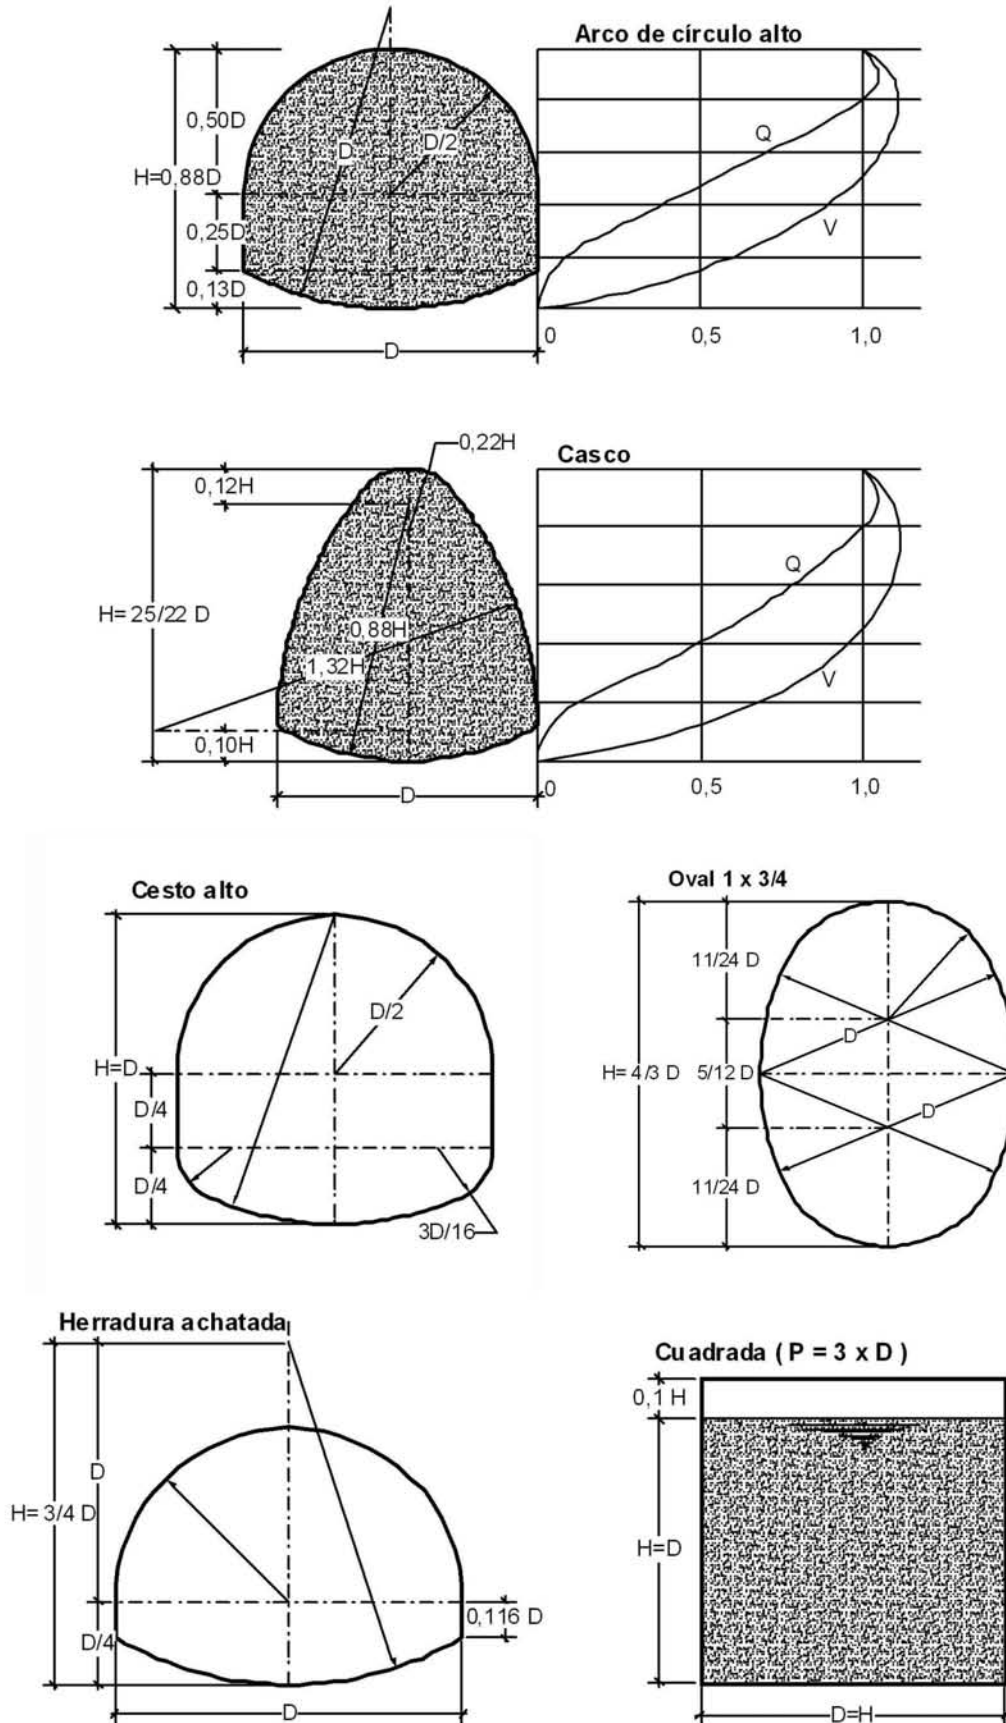 Arco de círculo alto
0,50D
D
D/2
Q
H=0,88D
0,25D
V
0,13D
0
0,5
1,0
D
0,22H
Casco
0,12H
Q
H= 25/22 D
0,88H
1,32H
V
0,10H
D
0
0,5
1,0
Cesto alto
D/2
H=D
D/4
D/4
3D/16
Oval 1 x 3/4
11/24 D
D
H= 4/3 D
5/12 D
D
11/24 D
Herradura achatada
D
H= 3/4 D
0,116 D
D/4
D
Cuadrada ( P = 3 x D )
0,1 H
H=D
D=H